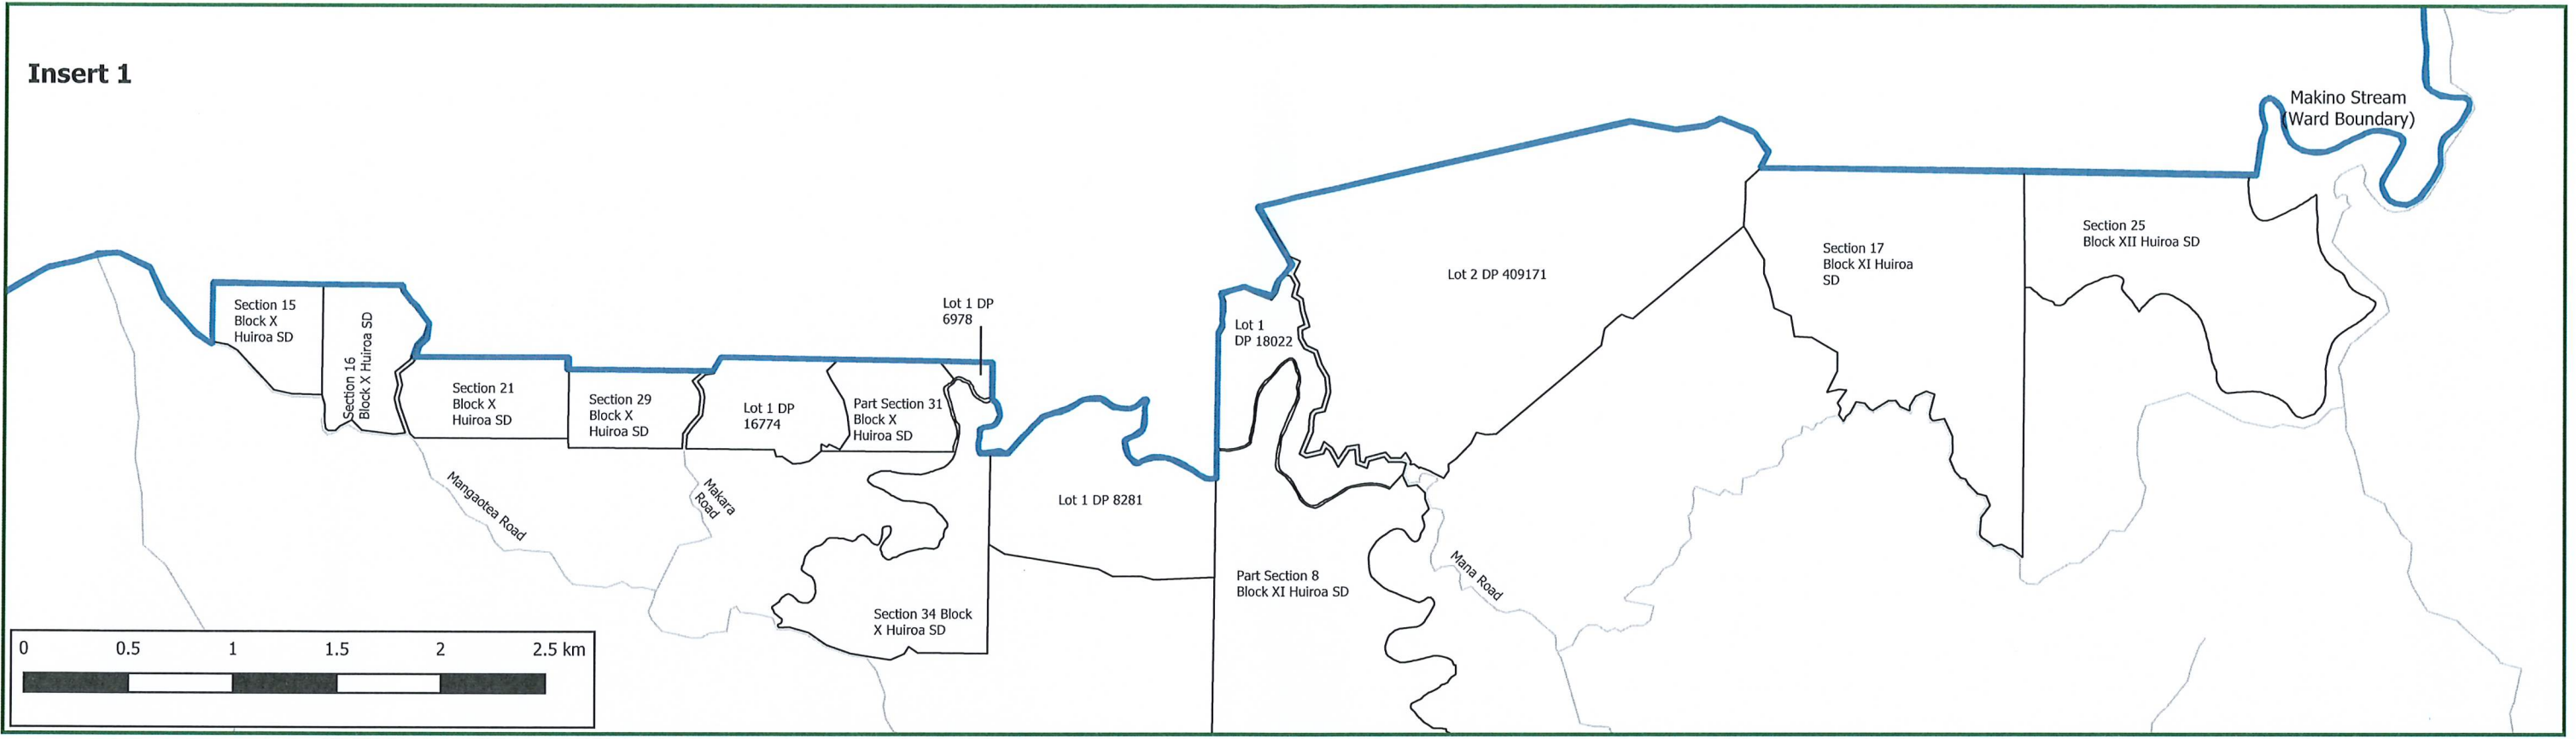 Insert 1
Makino Stream
(Ward Boundary)
Section 15
Block X
Huiroa SD
Section 16
Block X Huiroa SD
Section 21
Block X
Huiroa SD
Section 29
Block X
Huiroa SD
Lot 1 DP
16774
Part Section 31
Block X
Huiroa SD
Lot 1 DP
6978
Lot 1 DP 8281
Lot 1
DP 18022
Lot 2 DP 409171
Section 17
Block XI Huiroa
SD
Section 25
Block XII Huiroa SD
Mangaotea Road
Makara
Road
Section 34 Block
X Huiroa SD
Part Section 8
Block XI Huiroa SD
Mana Road
0 0.5 1 1.5 2 2.5 km